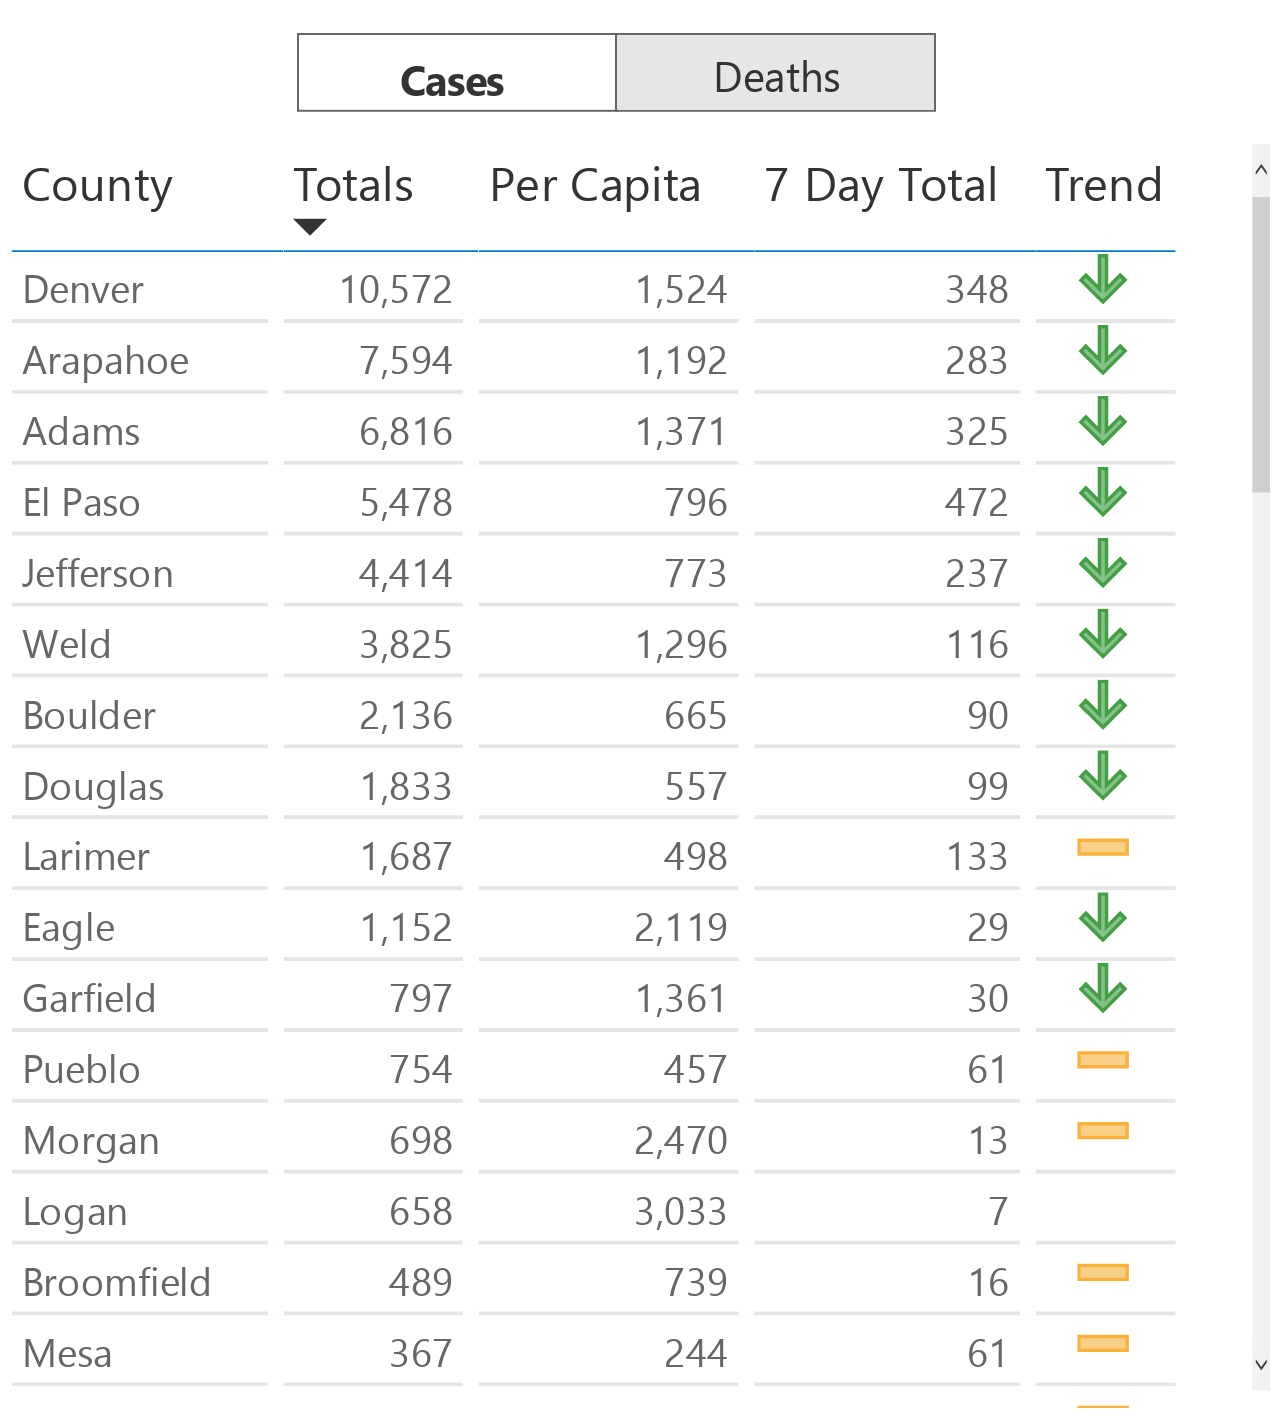 Cases Deaths
County Totals Per Capita 7 Day Total Trend
Denver 10,572 1,524 348
Arapahoe 7,594 1,192 283
Adams 6,816 1,371 325
El Paso 5,478 796 472
Jefferson 4,414 773 237
Weld 3,825 1,296 116
Boulder 2,136 665 90
Douglas 1,833 557 99
Larimer 1,687 498 133
Eagle 1,152 2,119 29
Garfield 797 1,361 30
Pueblo 754 457 61
Morgan 698 2,470 13
Logan 658 3,033 7
Broomfield 489 739 16
Mesa 367 244 61